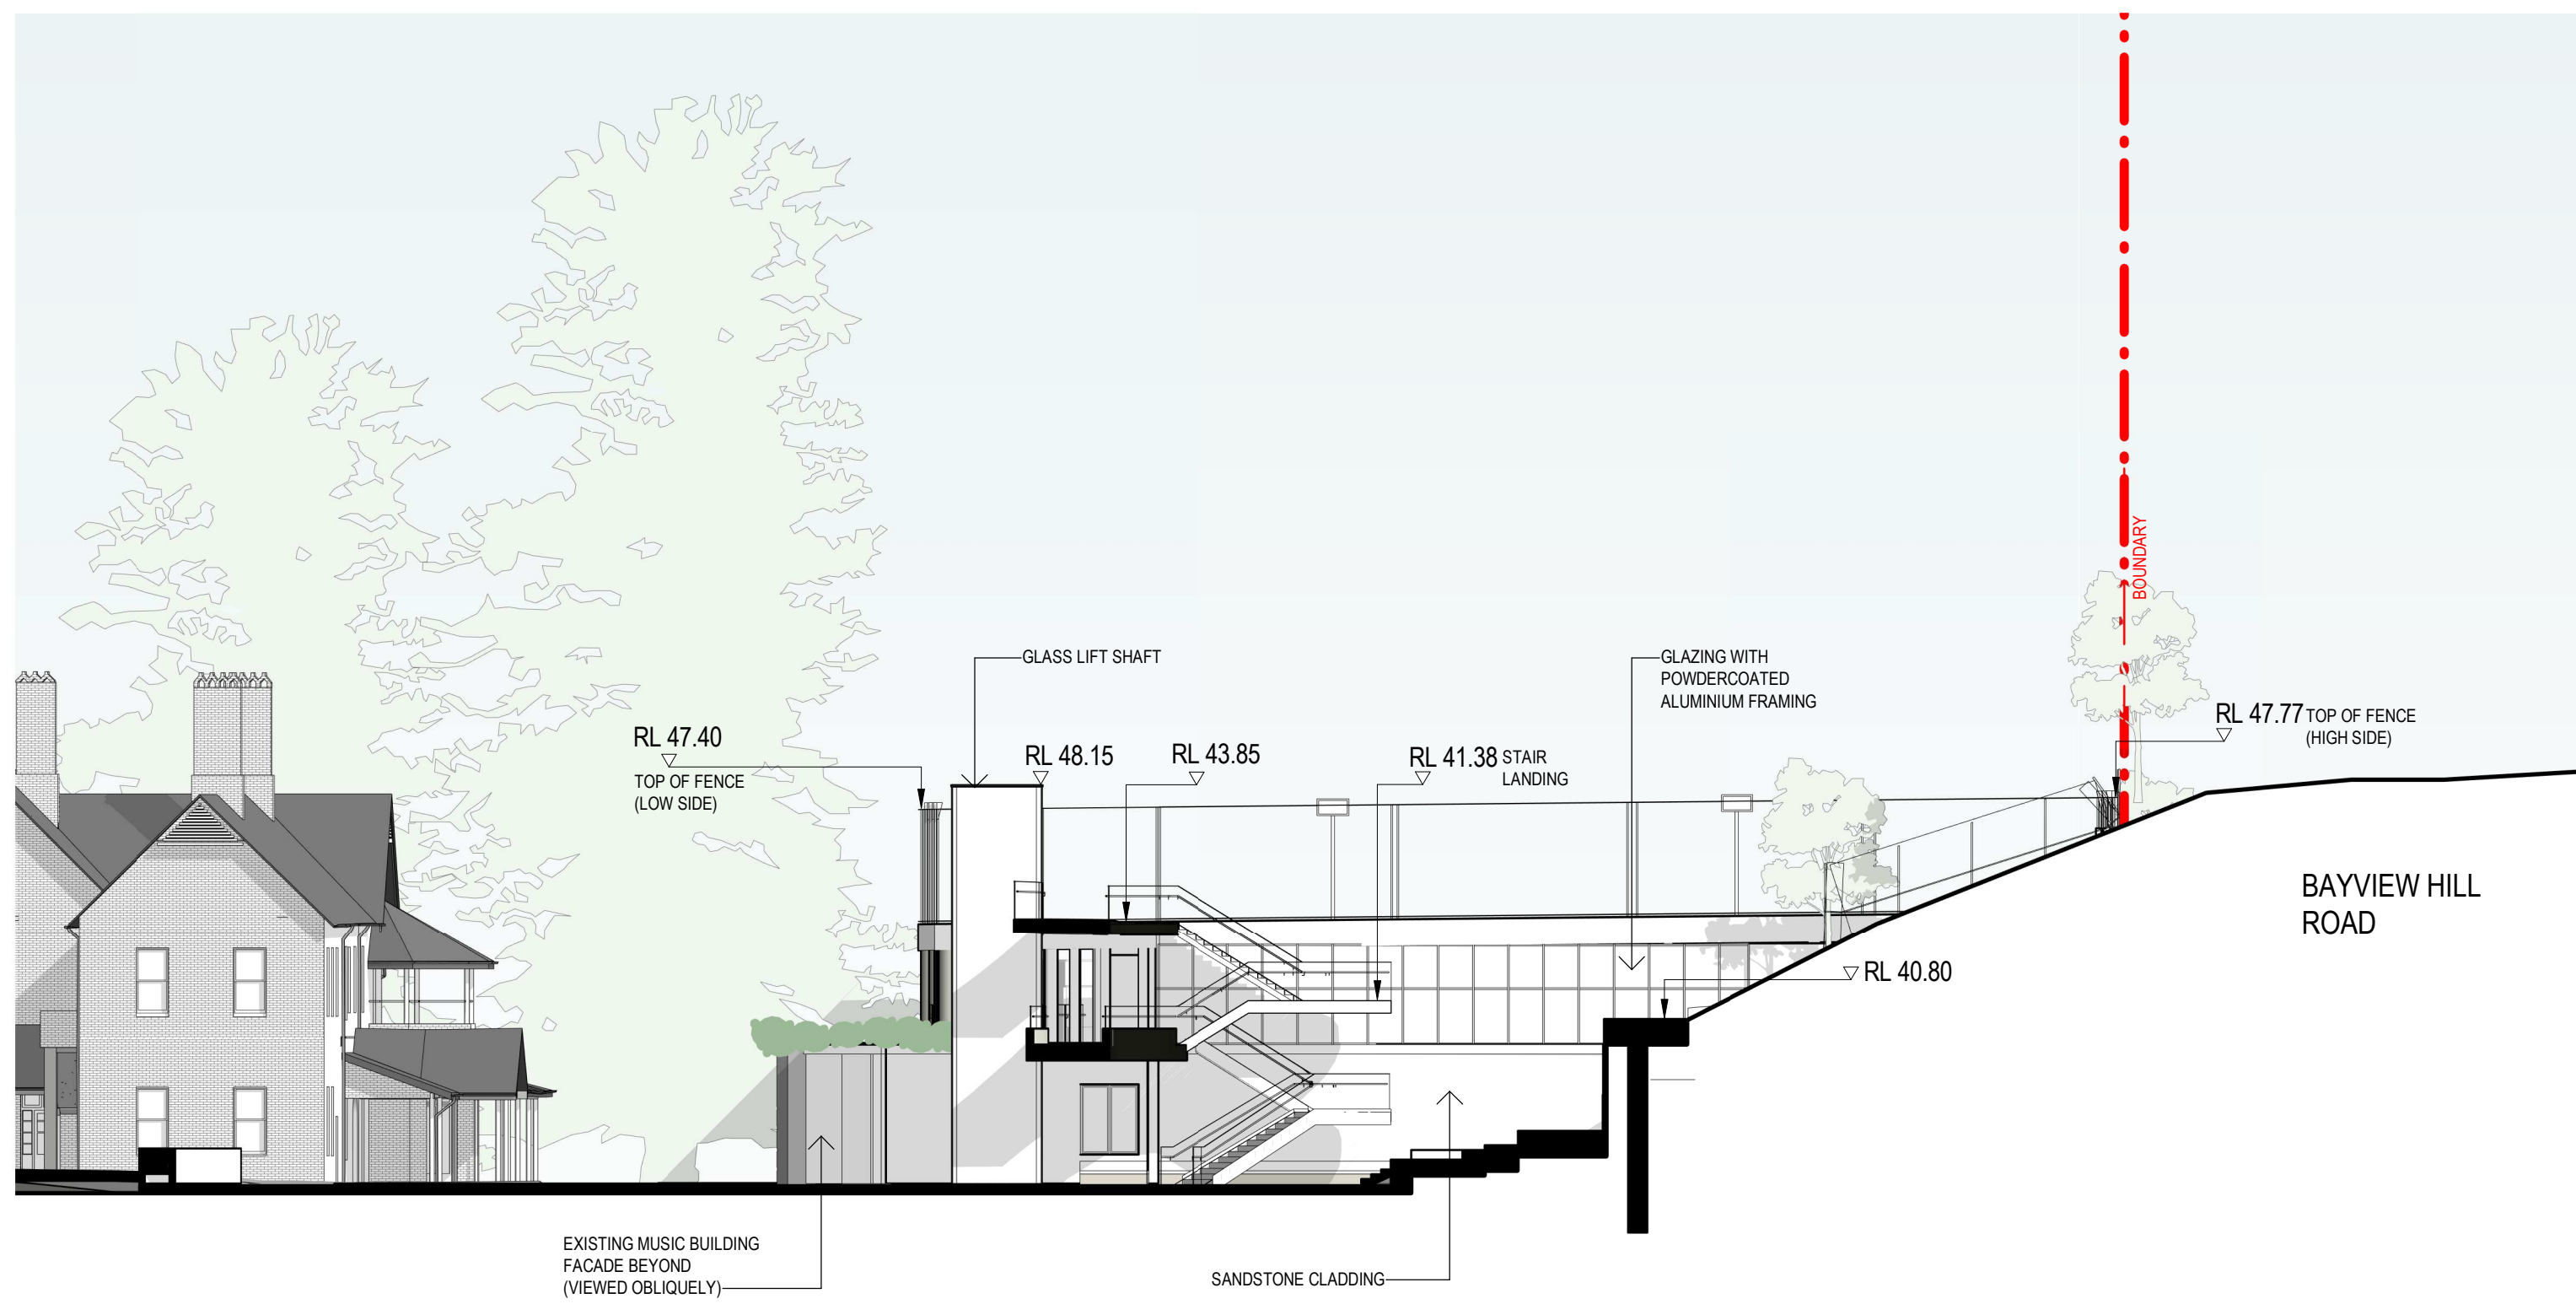 BOUNDARY
GLASS LIFT SHAFT
GLAZING WITH
POWDERCOATED
ALUMINIUM FRAMING
RL 47.77 TOP OF FENCE
(HIGH SIDE)
RL 47.40
TOP OF FENCE
(LOW SIDE)
RL 48.15
RL 43.85
RL 41.38 STAIR
LANDING
BAYVIEW HILL
ROAD
RL 40.80
EXISTING MUSIC BUILDING
FACADE BEYOND
(VIEWED OBLIQUELY)
SANDSTONE CLADDING